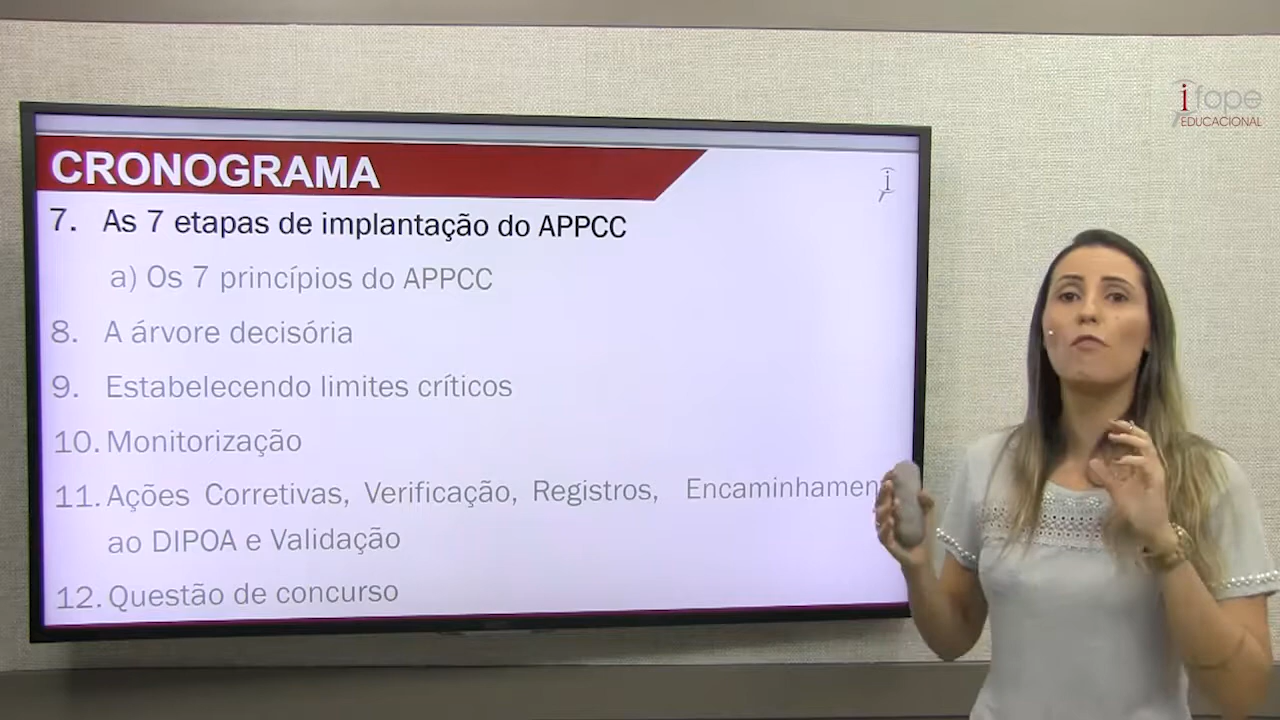 ifope
EDUCACIONAL
CRONOGRAMA
7. As 7 etapas de implantação do APPCC
a) Os 7 princípios do APPCC
8. A árvore decisória
9. Estabelecendo limites críticos
10. Monitorização
11. Ações Corretivas, Verificação, Registros,
ao DIPOA e Validação
12. Questão de concurso